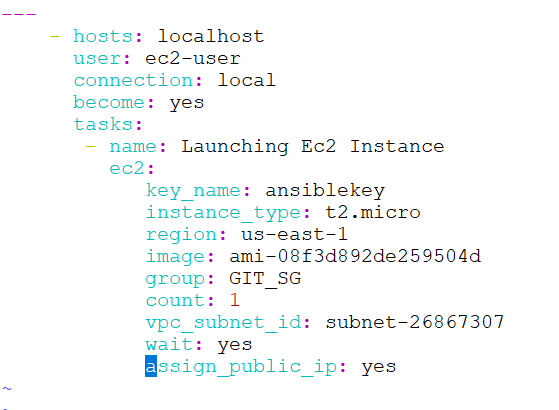 ---
- hosts: localhost
user: ec2-user
connection: local
become: yes
tasks:
- name: Launching Ec2 Instance
ec2:
key_name: ansiblekey
instance_type: t2.micro
region: us-east-1
image: ami-08f3d892de259504d
group: GIT_SG
count: 1
vpc_subnet_id: subnet-26867307
wait: yes
assign_public_ip: yes
~